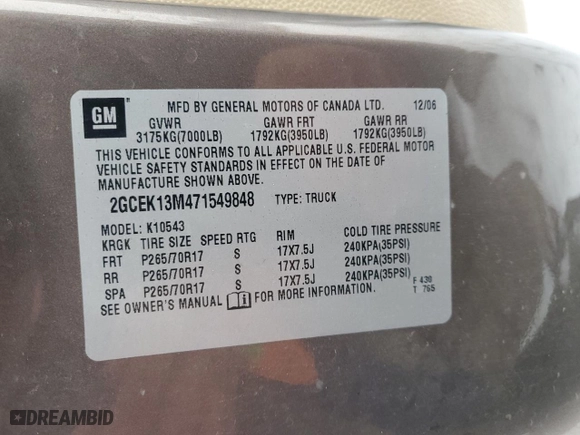 GM
MFD BY GENERAL MOTORS OF CANADA LTD. 12/06
GVWR GAWR FRT GAWR RR
3175KG(7000LB) 1792KG(3950LB) 1792KG(3950LB)
THIS VEHICLE CONFORMS TO ALL APPLICABLE U.S. FEDERAL MOTOR
VEHICLE SAFETY STANDARDS IN EFFECT ON THE DATE OF
MANUFACTURE SHOWN ABOVE.
2GCEK13M471549848 TYPE: TRUCK
MODEL: K10543
KRGK TIRE SIZE SPEED RTG RIM COLD TIRE PRESSURE
FRT P265/70R17 S 17X7.5J 240KPA(35PSI)
RR P265/70R17 S 17X7.5J 240KPA(35PSI)
SPA P265/70R17 S 17X7.5J 240KPA(35PSI)
SEE OWNER'S MANUAL FOR MORE INFORMATION.
F 430
T 765
DREAMBID